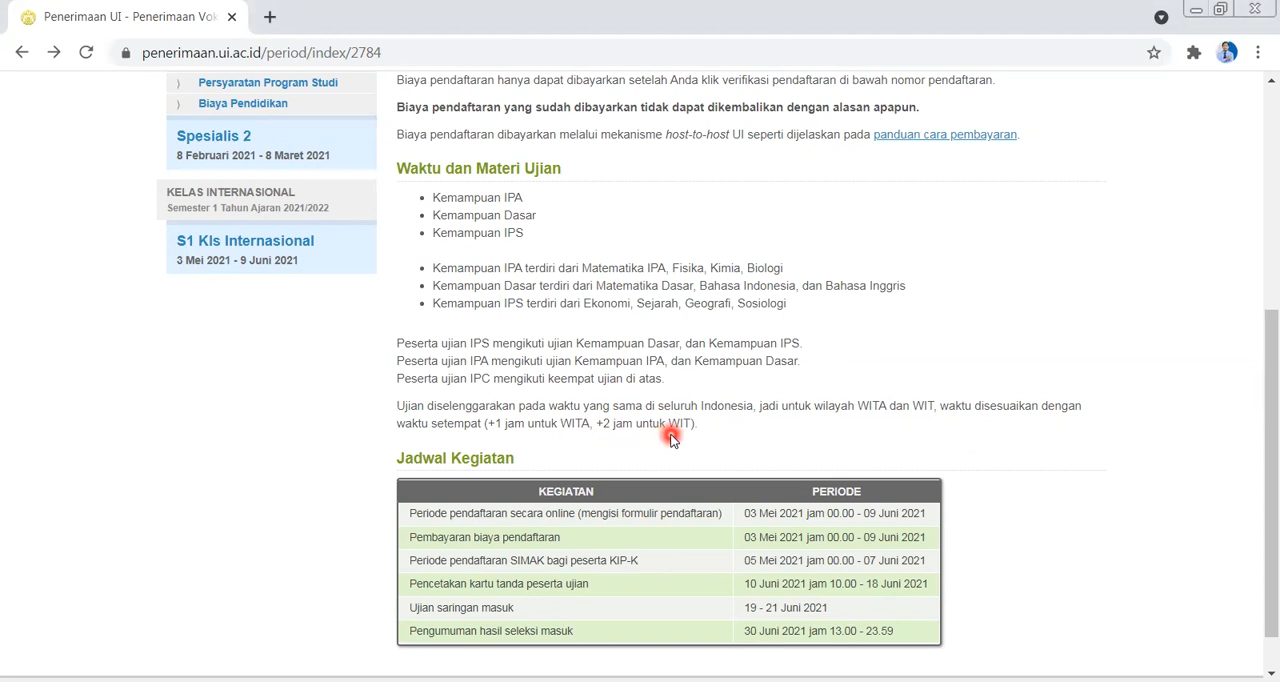 Penerimaan UI - Penerimaan Vok
penerimaan.ui.ac.id/period/index/2784
Persyaratan Program Studi
Biaya Pendidikan
Spesialis 2
8 Februari 2021 - 8 Maret 2021
KELAS INTERNASIONAL
Semester 1 Tahun Ajaran 2021/2022
S1 Kls Internasional
3 Mei 2021 - 9 Juni 2021
Biaya pendaftaran hanya dapat dibayarkan setelah Anda klik verifikasi pendaftaran di bawah nomor pendaftaran.
Biaya pendaftaran yang sudah dibayarkan tidak dapat dikembalikan dengan alasan apapun.
Biaya pendaftaran dibayarkan melalui mekanisme host-to-host UI seperti dijelaskan pada panduan cara pembayaran.
Waktu dan Materi Ujian
• Kemampuan IPA
• Kemampuan Dasar
• Kemampuan IPS
• Kemampuan IPA terdiri dari Matematika IPA, Fisika, Kimia, Biologi
• Kemampuan Dasar terdiri dari Matematika Dasar, Bahasa Indonesia, dan Bahasa Inggris
• Kemampuan IPS terdiri dari Ekonomi, Sejarah, Geografi, Sosiologi
Peserta ujian IPS mengikuti ujian Kemampuan Dasar, dan Kemampuan IPS.
Peserta ujian IPA mengikuti ujian Kemampuan IPA, dan Kemampuan Dasar.
Peserta ujian IPC mengikuti keempat ujian di atas.
Ujian diselenggarakan pada waktu yang sama di seluruh Indonesia, jadi untuk wilayah WITA dan WIT, waktu disesuaikan dengan
waktu setempat (+1 jam untuk WITA, +2 jam untuk WIT).
Jadwal Kegiatan
KEGIATAN PERIODE
Periode pendaftaran secara online (mengisi formulir pendaftaran) 03 Mei 2021 jam 00.00 - 09 Juni 2021
Pembayaran biaya pendaftaran 03 Mei 2021 jam 00.00 - 09 Juni 2021
Periode pendaftaran SIMAK bagi peserta KIP-K 05 Mei 2021 jam 00.00 - 07 Juni 2021
Pencetakan kartu tanda peserta ujian 10 Juni 2021 jam 10.00 - 18 Juni 2021
Ujian saringan masuk 19 - 21 Juni 2021
Pengumuman hasil seleksi masuk 30 Juni 2021 jam 13.00 - 23.59